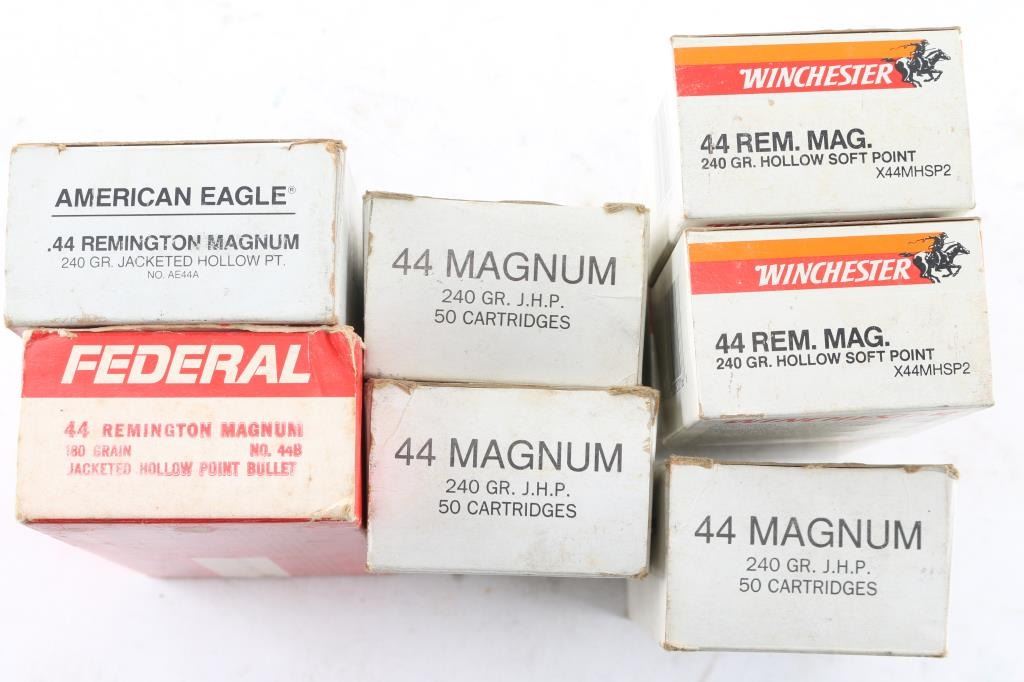 AMERICAN EAGLE®
.44 REMINGTON MAGNUM
240 GR. JACKETED HOLLOW PT.
NO. AE44A
FEDERAL
44 REMINGTON MAGNUM
180 GRAIN NO. 44B
JACKETED HOLLOW POINT BULLET
44 MAGNUM
240 GR. J.H.P.
50 CARTRIDGES
44 MAGNUM
240 GR. J.H.P.
50 CARTRIDGES
WINCHESTER
44 REM. MAG.
240 GR. HOLLOW SOFT POINT
X44MHSP2
WINCHESTER
44 REM. MAG.
240 GR. HOLLOW SOFT POINT
X44MHSP2
44 MAGNUM
240 GR. J.H.P.
50 CARTRIDGES